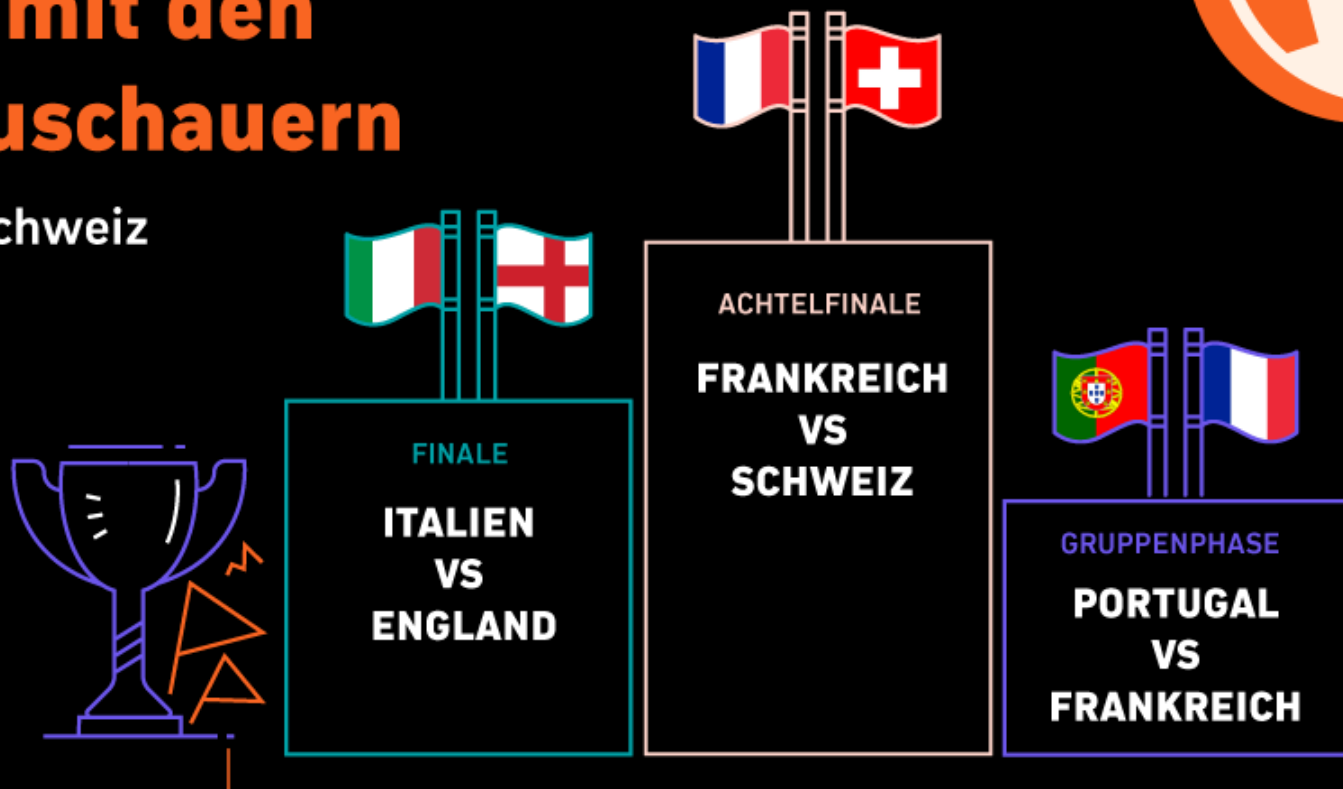 mit den
uschauern
chweiz
FINALE
ITALIEN
VS
ENGLAND
ACHTELFINALE
FRANKREICH
VS
SCHWEIZ
GRUPPENPHASE
PORTUGAL
VS
FRANKREICH